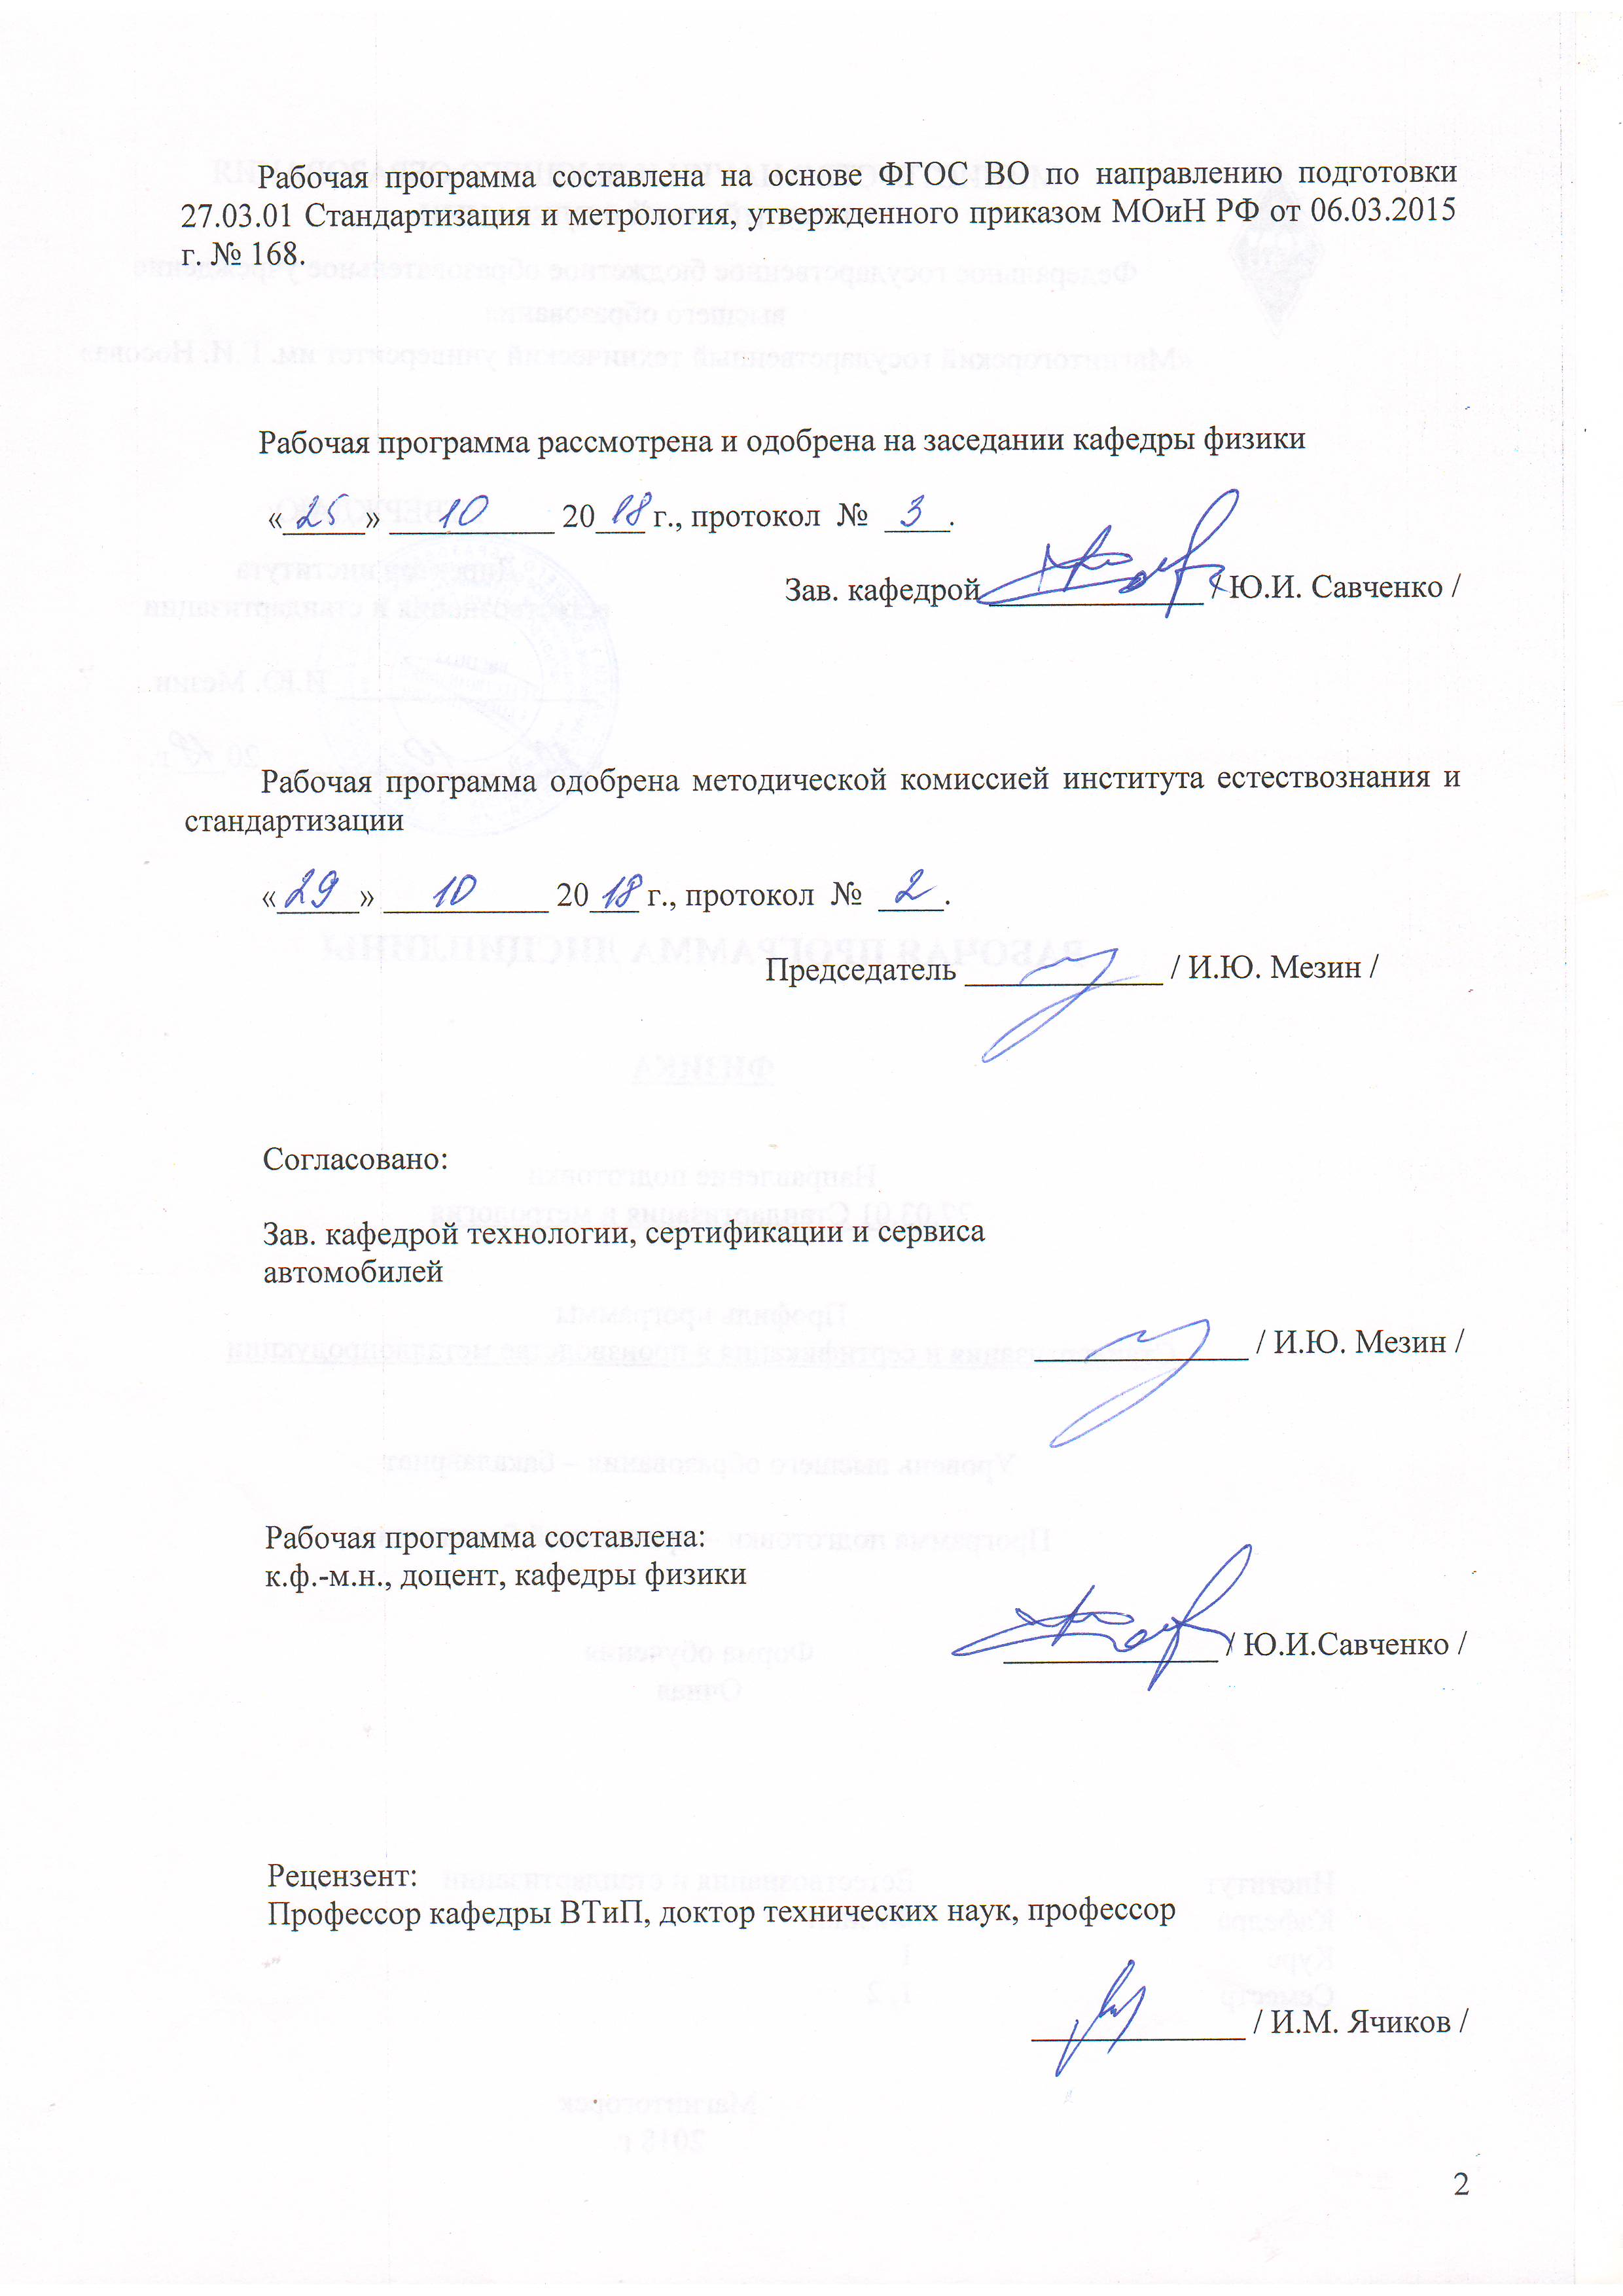 Рабочая программа составлена на основе ФГОС ВО по направлению подготовки
27.03.01 Стандартизация и метрология, утвержденного приказом МОиН РФ от 06.03.2015
г. № 168.
Рабочая программа рассмотрена и одобрена на заседании кафедры физики
«25» 10 2018 г., протокол № 3.
Зав. кафедрой / Ю.И. Савченко /
Рабочая программа одобрена методической комиссией института естествознания и
стандартизации
«29» 10 2018 г., протокол № 2.
Председатель / И.Ю. Мезин /
Согласовано:
Зав. кафедрой технологии, сертификации и сервиса
автомобилей
/ И.Ю. Мезин /
Рабочая программа составлена:
к.ф.-м.н., доцент, кафедры физики
/ Ю.И.Савченко /
Рецензент:
Профессор кафедры ВТиП, доктор технических наук, профессор
/ И.М. Ячиков /
2